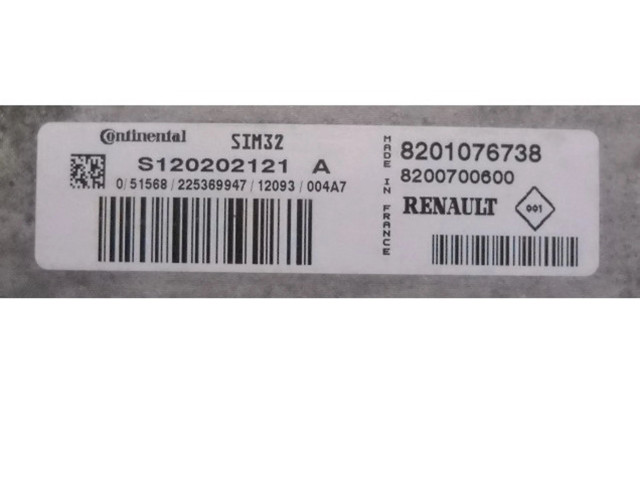 Continental SIM32
S120202121 A
0/51568/225369947/12093/004A7
MADE IN FRANCE
8201076738
8200700600
RENAULT 001